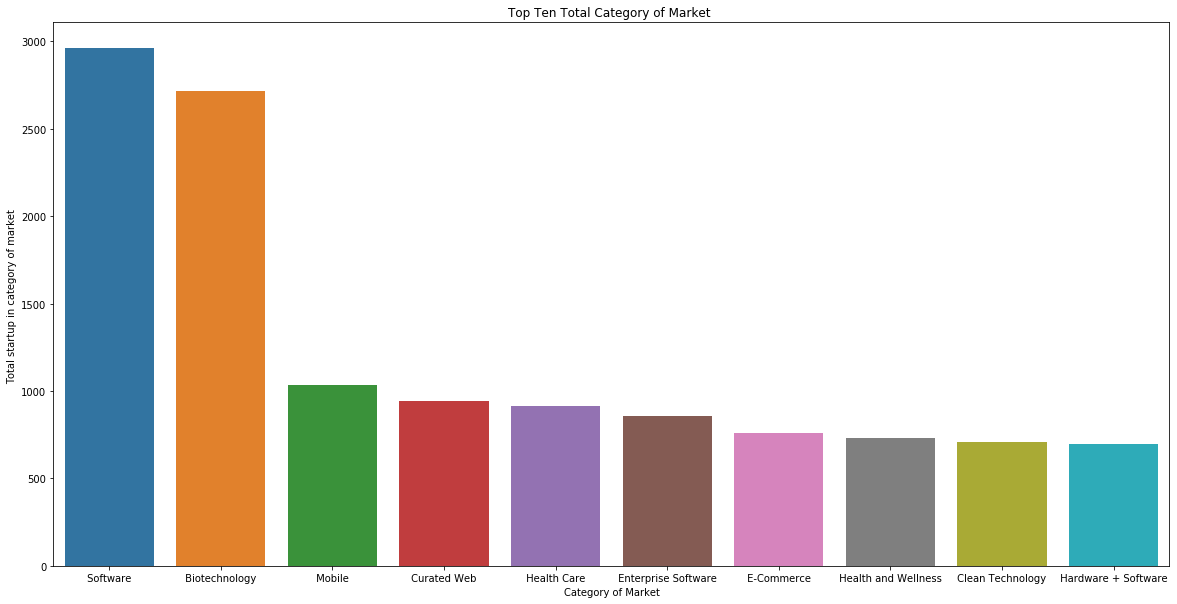 Top Ten Total Category of Market
Total startup in category of market
3000
2500
2000
1500
1000
500
0
Software Biotechnology Mobile Curated Web Health Care Enterprise Software E-Commerce Health and Wellness Clean Technology Hardware + Software
Category of Market